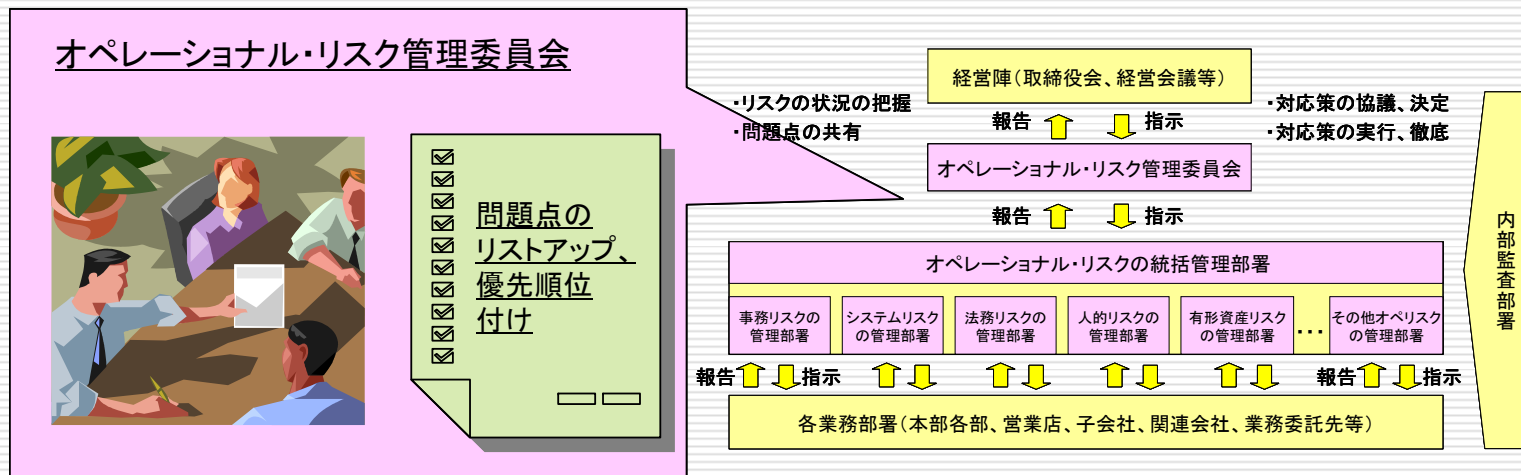 オペレーショナル・リスク管理委員会
問題点の
リストアップ、
優先順位
付け
・リスクの状況の把握
・問題点の共有
経営陣（取締役会、経営会議等）
・対応策の協議、決定
・対応策の実行、徹底
報告 指示
オペレーショナル・リスク管理委員会
報告 指示
オペレーショナル・リスクの統括管理部署
事務リスクの
管理部署
システムリスク
の管理部署
法務リスクの
管理部署
人的リスクの
管理部署
有形資産リスク
の管理部署
…
その他オペリスク
の管理部署
報告 指示 報告 指示
各業務部署（本部各部、営業店、子会社、関連会社、業務委託先等）
内部監査部署